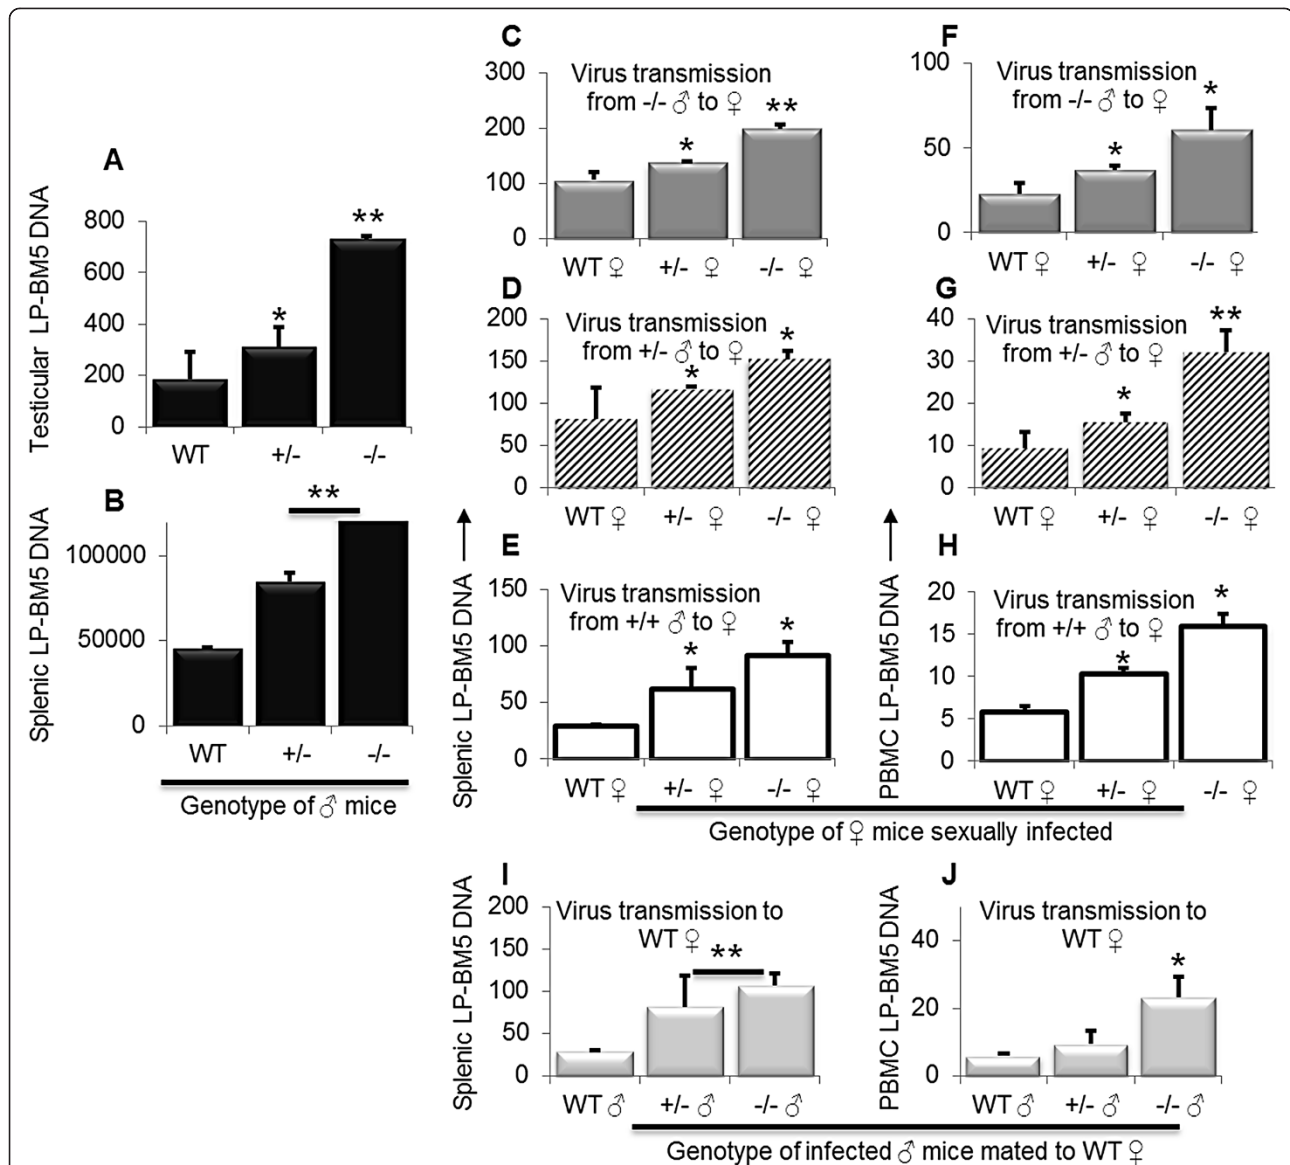 A
Testicular LP-BM5 DNA
800
600
400
200
0
*
**
WT +/- -/-
B
Splenic LP-BM5 DNA
100000
50000
0
**
WT +/- -/-
Genotype of ♂ mice
C
Virus transmission
from -/- ♂ to ♀
300
200
100
0
*
**
WT ♀ +/- ♀ -/- ♀
D
Virus transmission
from +/- ♂ to ♀
200
150
100
50
0
*
*
WT ♀ +/- ♀ -/- ♀
E
Splenic LP-BM5 DNA →
Virus transmission
from +/+ ♂ to ♀
150
100
50
0
*
*
WT ♀ +/- ♀ -/- ♀
F
Virus transmission
from -/- ♂ to ♀
100
50
0
*
*
WT ♀ +/- ♀ -/- ♀
G
Virus transmission
from +/- ♂ to ♀
40
30
20
10
0
*
**
WT ♀ +/- ♀ -/- ♀
H
PBMC LP-BM5 DNA →
Virus transmission
from +/+ ♂ to ♀
20
15
10
5
0
*
*
WT ♀ +/- ♀ -/- ♀
Genotype of ♀ mice sexually infected
I
Splenic LP-BM5 DNA
Virus transmission to
WT ♀
200
150
100
50
0
**
WT ♂ +/- ♂ -/- ♂
J
PBMC LP-BM5 DNA
Virus transmission to
WT ♀
40
20
0
*
WT ♂ +/- ♂ -/- ♂
Genotype of infected ♂ mice mated to WT ♀